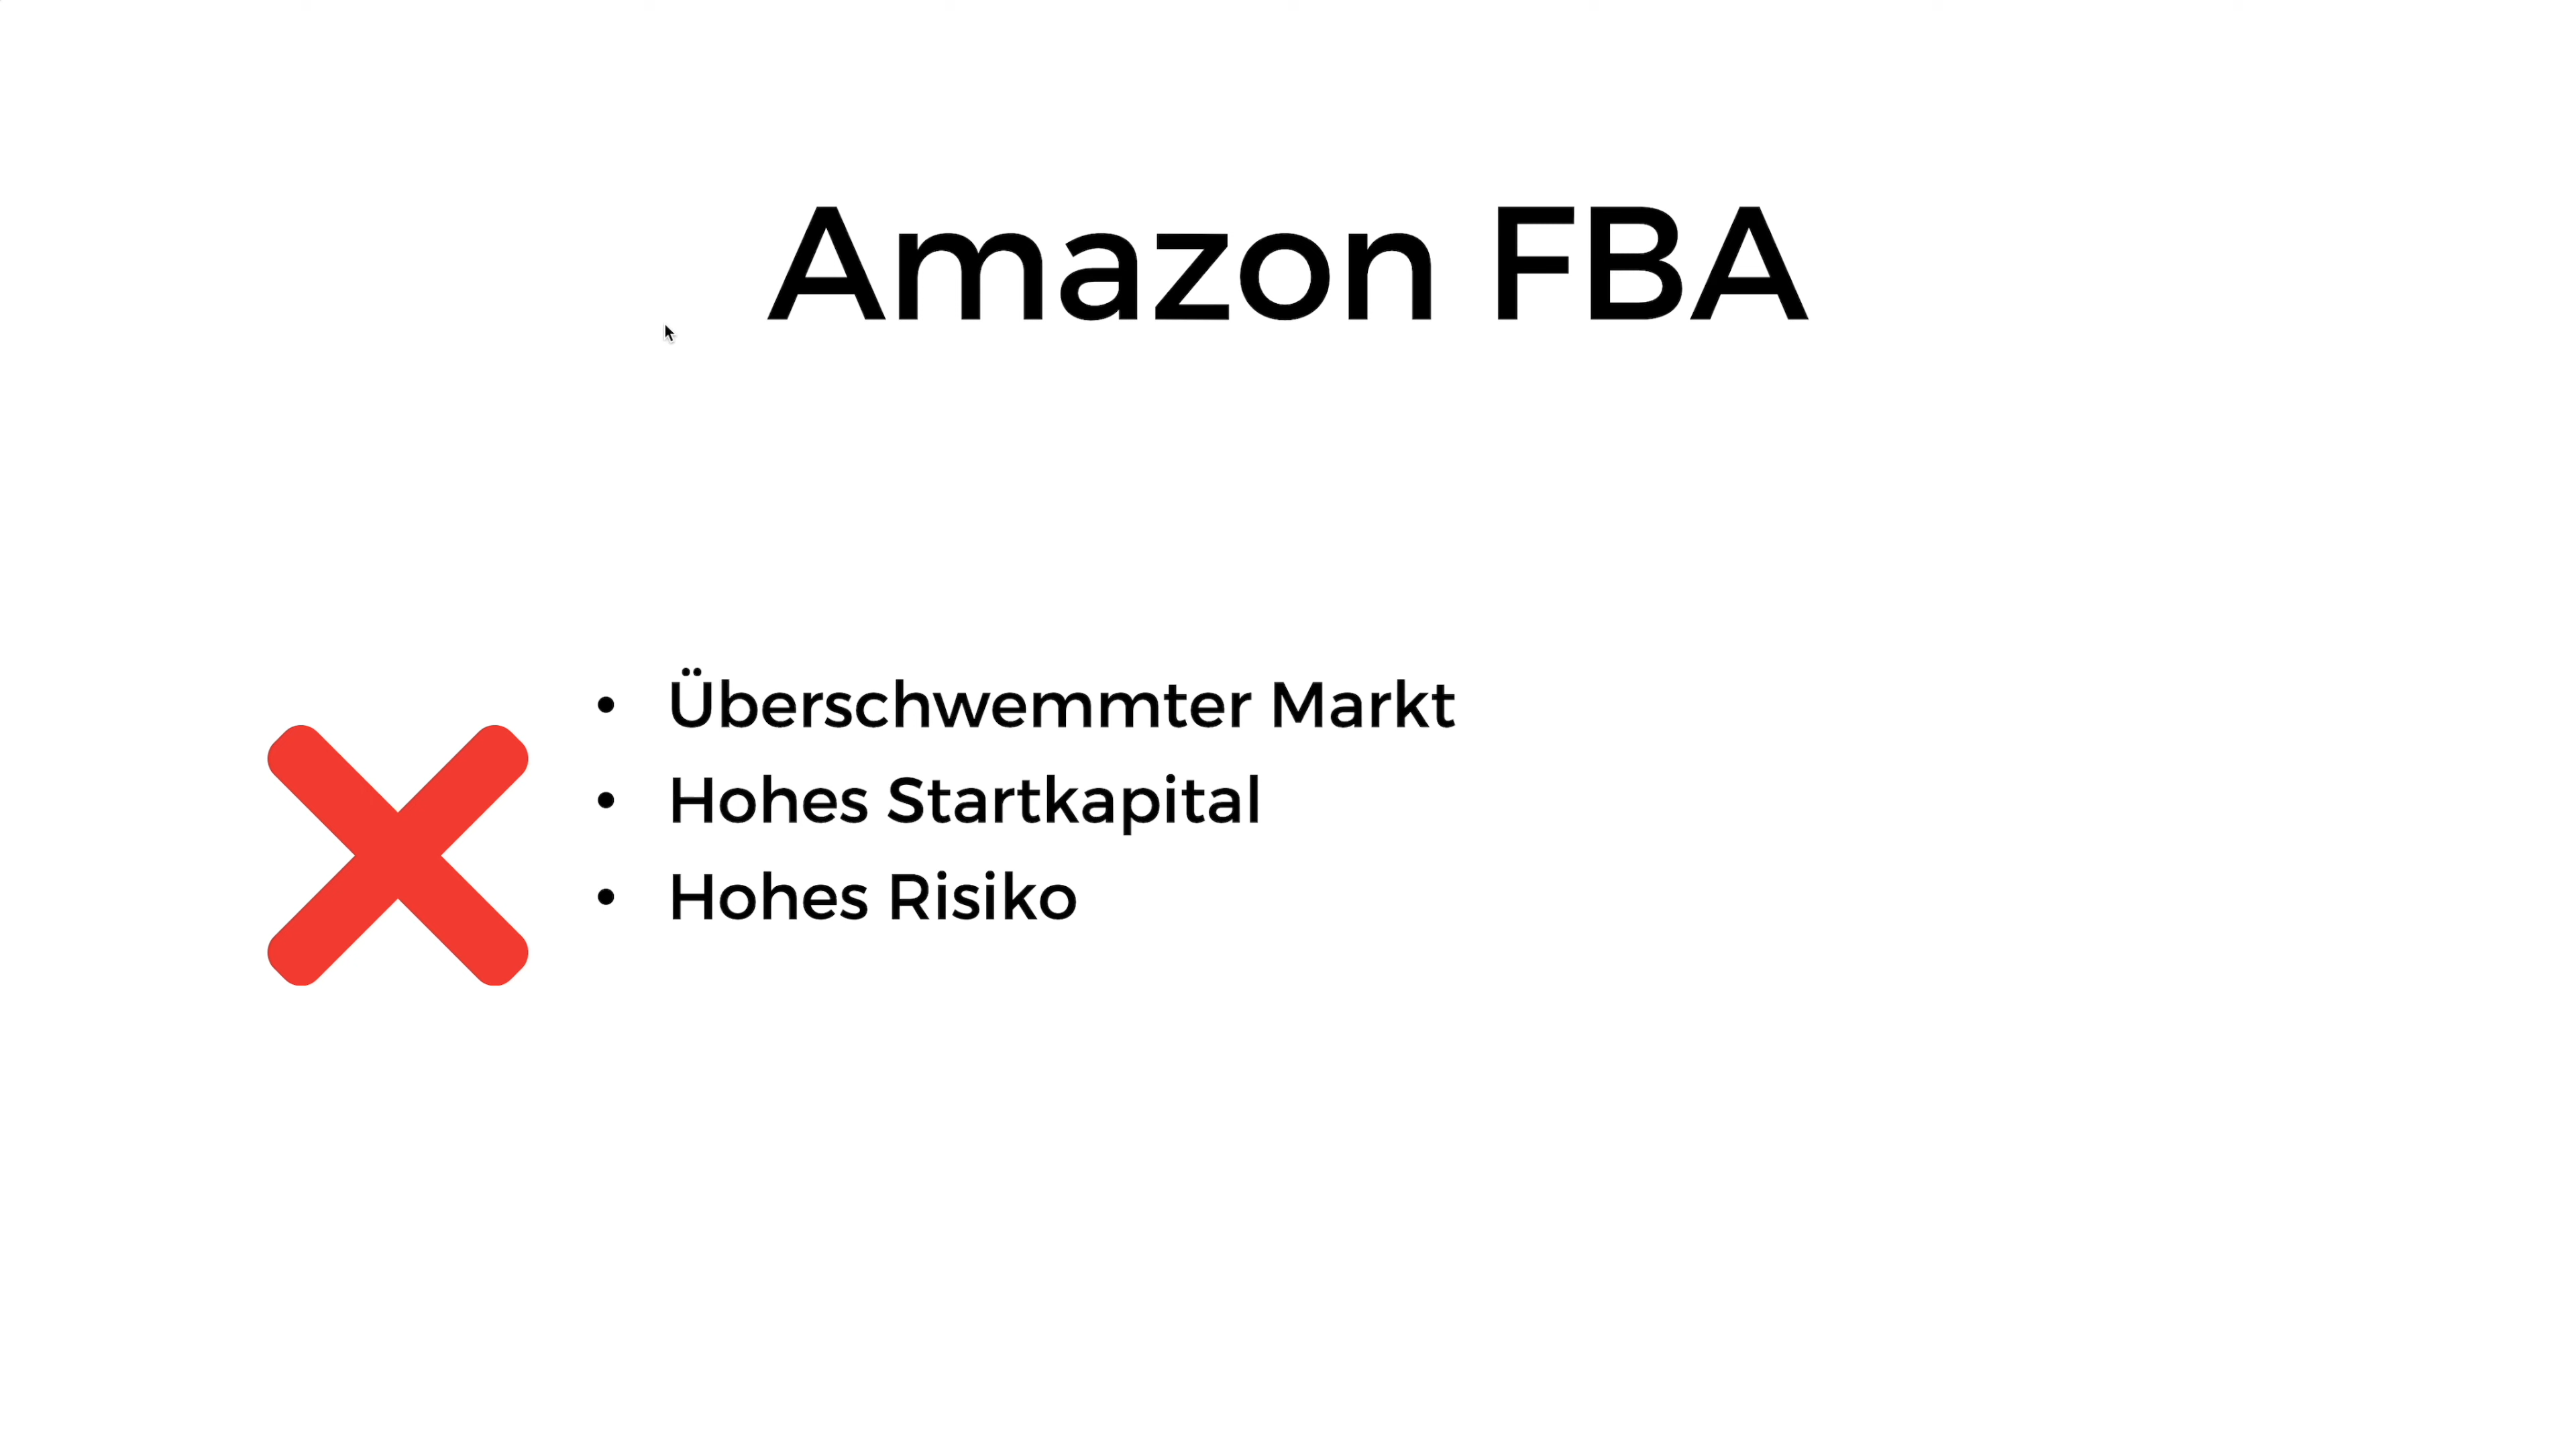 Amazon FBA
• Überschwemmter Markt
• Hohes Startkapital
• Hohes Risiko